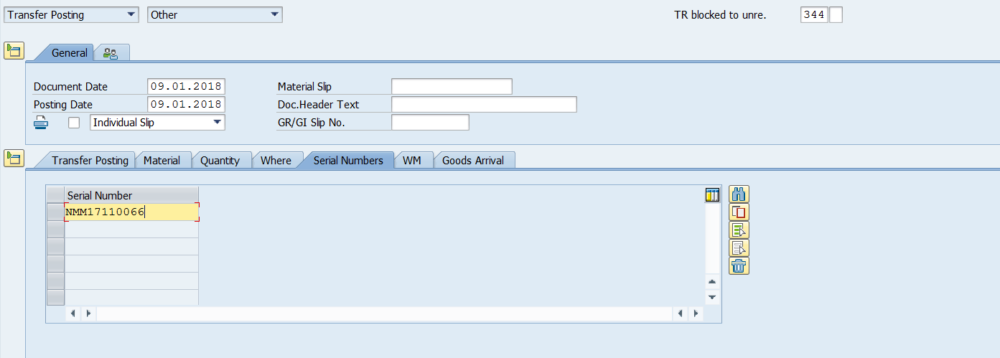 Transfer Posting Other TR blocked to unre. 344
General
Document Date 09.01.2018 Material Slip
Posting Date 09.01.2018 Doc.Header Text
Individual Slip GR/GI Slip No.
Transfer Posting Material Quantity Where Serial Numbers WM Goods Arrival
Serial Number
NMM17110066